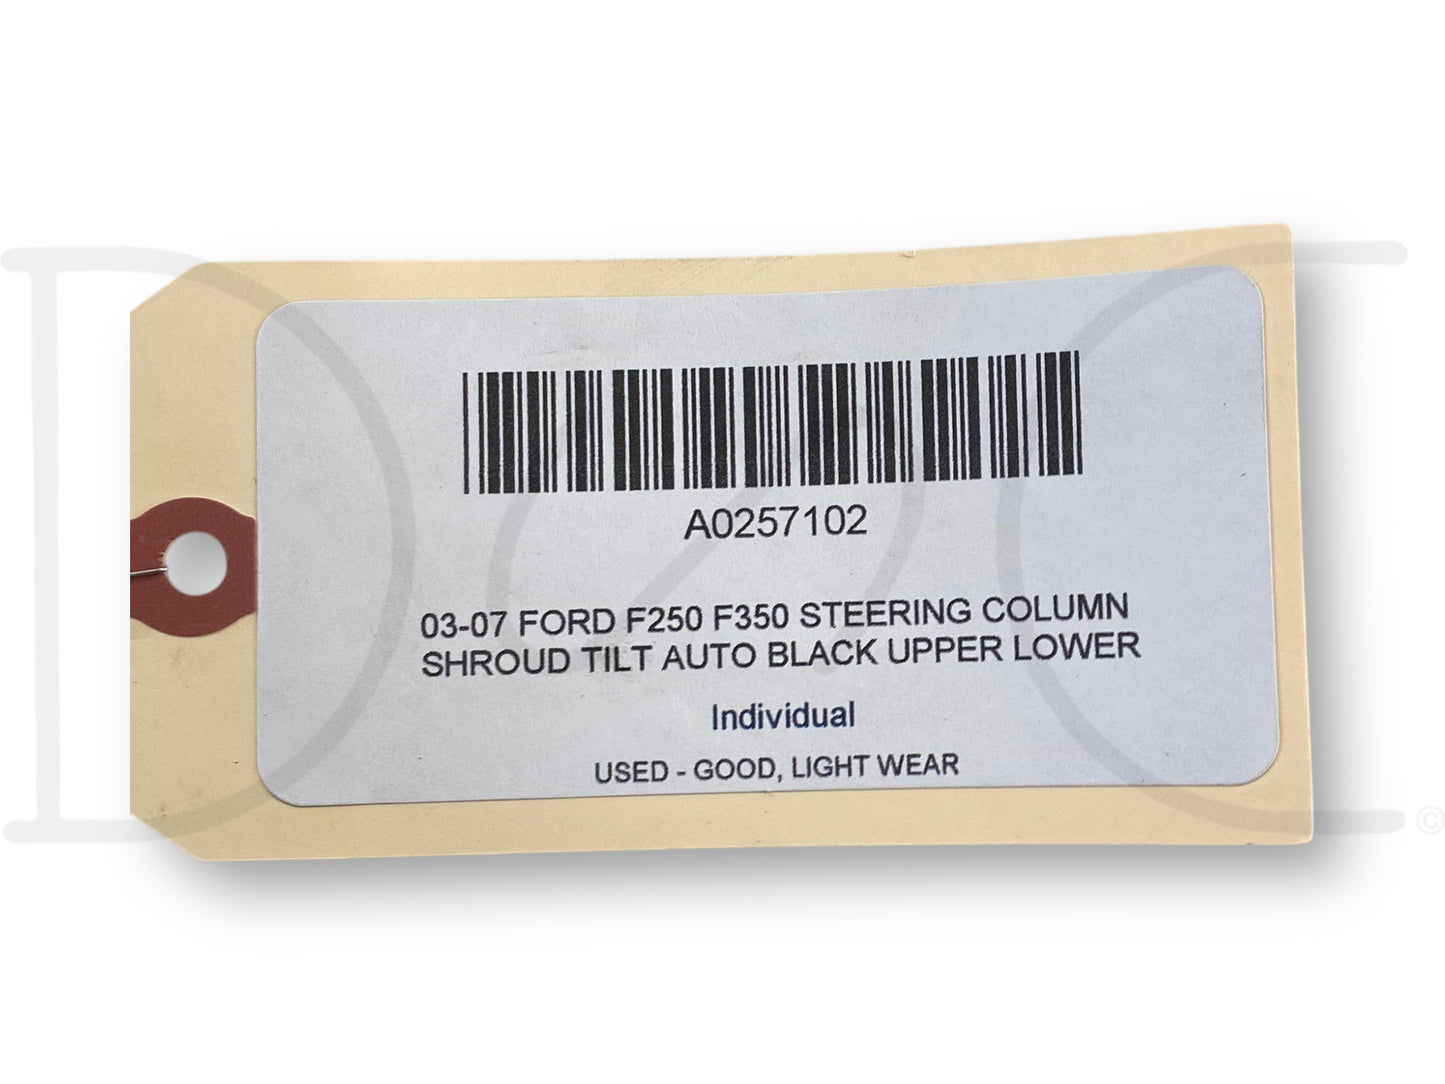 A0257102
03-07 FORD F250 F350 STEERING COLUMN
SHROUD TILT AUTO BLACK UPPER LOWER
Individual
USED - GOOD, LIGHT WEAR
©